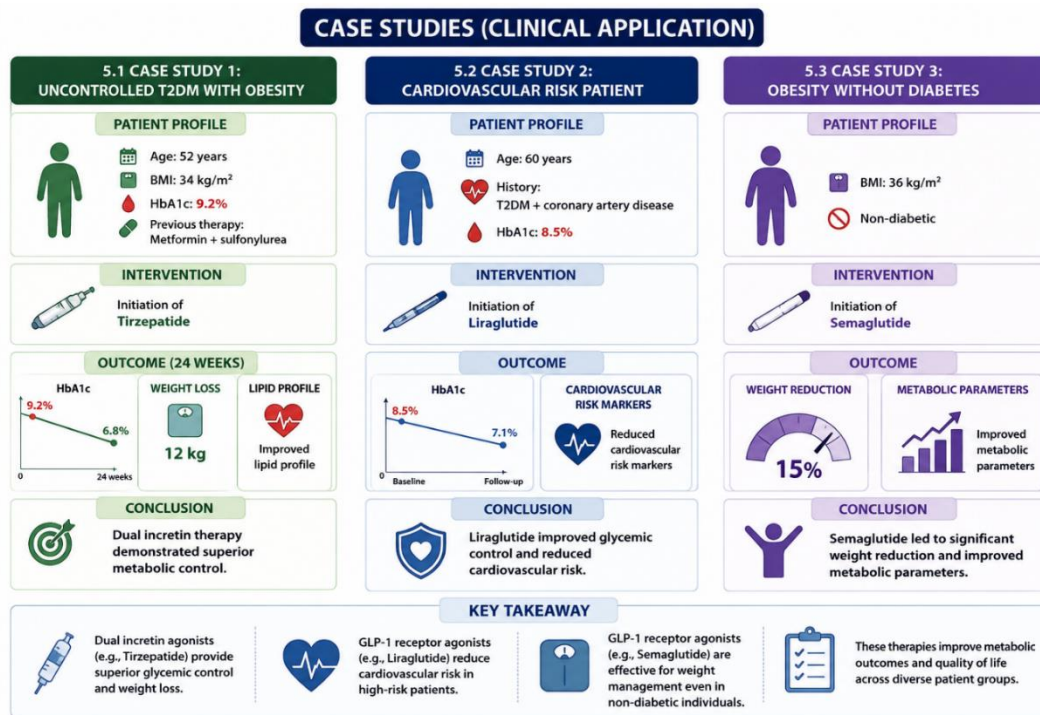 CASE STUDIES (CLINICAL APPLICATION)
5.1 CASE STUDY 1:
UNCONTROLLED T2DM WITH OBESITY
PATIENT PROFILE
Age: 52 years
BMI: 34 kg/m²
HbA1c: 9.2%
Previous therapy:
Metformin + sulfonylurea
INTERVENTION
Initiation of
Tirzepatide
OUTCOME (24 WEEKS)
HbA1c
9.2%
6.8%
0
24 weeks
WEIGHT LOSS
12 kg
LIPID PROFILE
Improved
lipid profile
CONCLUSION
Dual incretin therapy
demonstrated superior
metabolic control.
5.2 CASE STUDY 2:
CARDIOVASCULAR RISK PATIENT
PATIENT PROFILE
Age: 60 years
History:
T2DM + coronary artery disease
HbA1c: 8.5%
INTERVENTION
Initiation of
Liraglutide
OUTCOME
HbA1c
8.5%
7.1%
0
Baseline
Follow-up
CARDIOVASCULAR
RISK MARKERS
Reduced
cardiovascular
risk markers
CONCLUSION
Liraglutide improved glycemic
control and reduced
cardiovascular risk.
5.3 CASE STUDY 3:
OBESITY WITHOUT DIABETES
PATIENT PROFILE
BMI: 36 kg/m²
Non-diabetic
INTERVENTION
Initiation of
Semaglutide
OUTCOME
WEIGHT REDUCTION
15%
METABOLIC PARAMETERS
Improved
metabolic
parameters
CONCLUSION
Semaglutide led to significant
weight reduction and improved
metabolic parameters.
KEY TAKEAWAY
Dual incretin agonists
(e.g., Tirzepatide) provide
superior glycemic control
and weight loss.
GLP-1 receptor agonists
(e.g., Liraglutide) reduce
cardiovascular risk in
high-risk patients.
GLP-1 receptor agonists
(e.g., Semaglutide) are
effective for weight
management even in
non-diabetic individuals.
These therapies improve metabolic
outcomes and quality of life
across diverse patient groups.